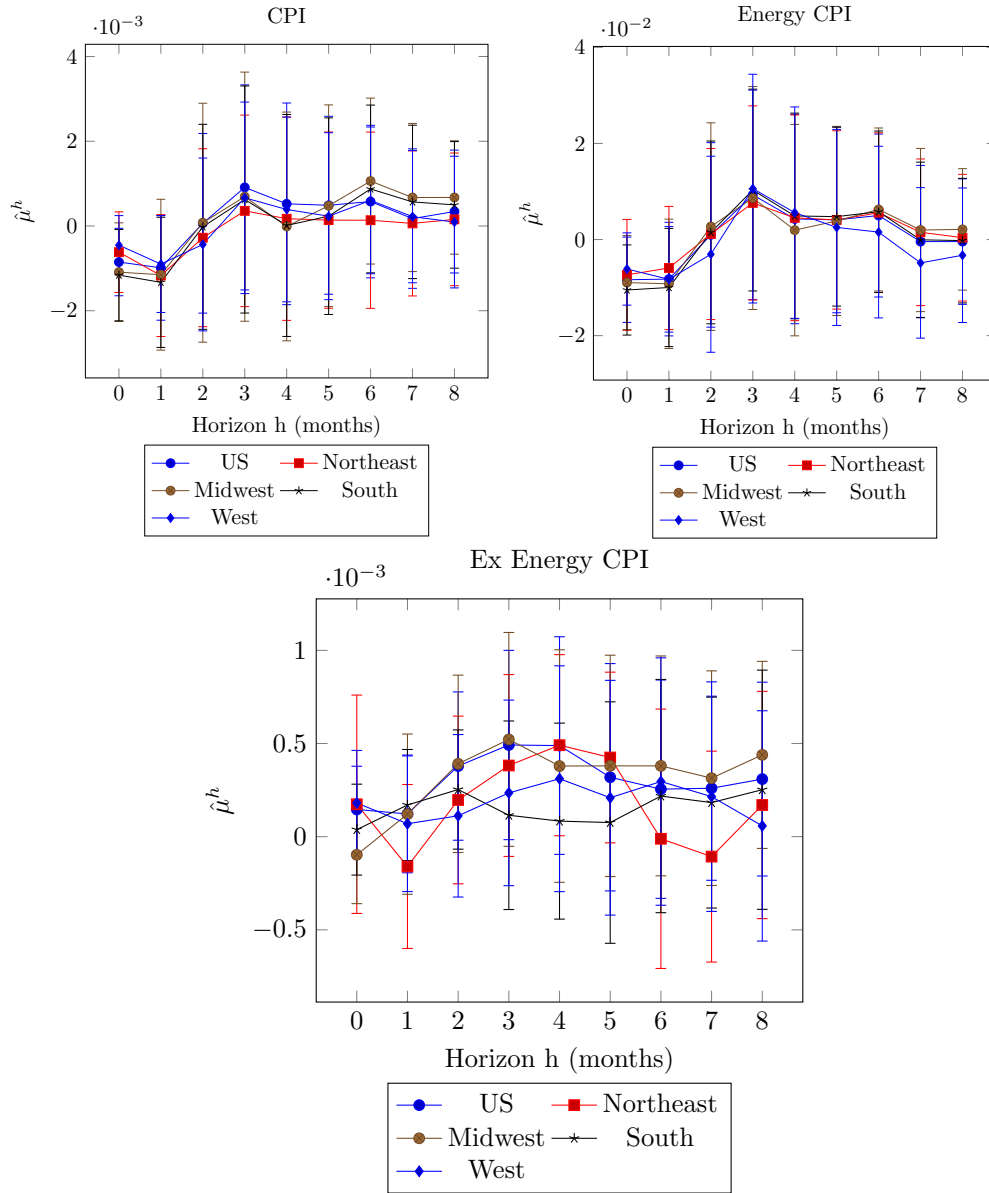 CPI
·10⁻³
4
2
0
−2
μ̂ʰ
0 1 2 3 4 5 6 7 8
Horizon h (months)
US Northeast
Midwest South
West
Energy CPI
·10⁻²
4
2
0
−2
μ̂ʰ
0 1 2 3 4 5 6 7 8
Horizon h (months)
US Northeast
Midwest South
West
Ex Energy CPI
·10⁻³
1
0.5
0
−0.5
μ̂ʰ
0 1 2 3 4 5 6 7 8
Horizon h (months)
US Northeast
Midwest South
West